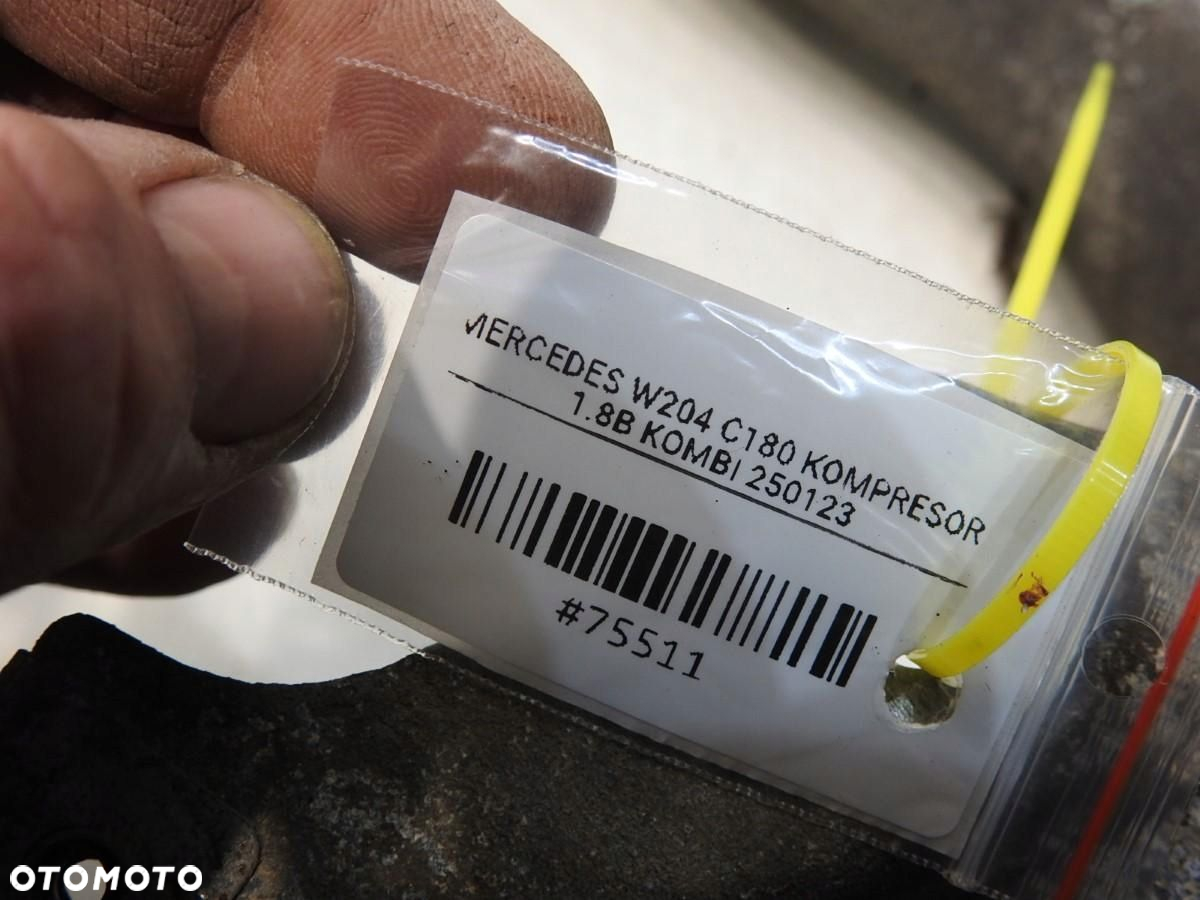 MERCEDES W204 C180 KOMPRESOR
1.8B KOMBI 250123
#75511
OTOMOTO